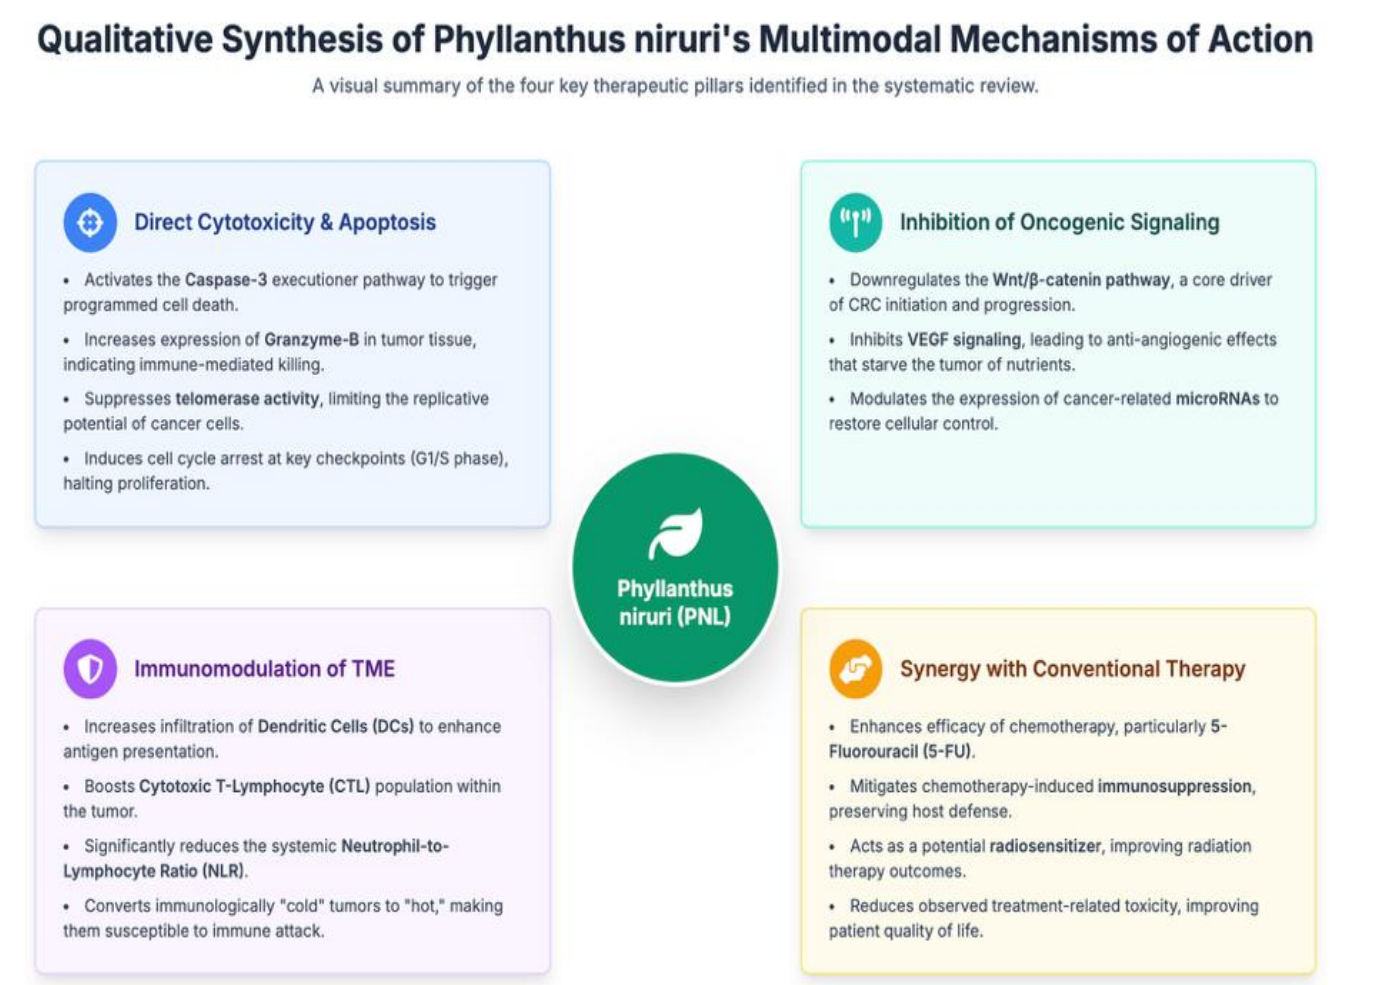 Qualitative Synthesis of Phyllanthus niruri's Multimodal Mechanisms of Action
A visual summary of the four key therapeutic pillars identified in the systematic review.
Direct Cytotoxicity & Apoptosis
• Activates the Caspase-3 executioner pathway to trigger
programmed cell death.
• Increases expression of Granzyme-B in tumor tissue,
indicating immune-mediated killing.
• Suppresses telomerase activity, limiting the replicative
potential of cancer cells.
• Induces cell cycle arrest at key checkpoints (G1/S phase),
halting proliferation.
Inhibition of Oncogenic Signaling
• Downregulates the Wnt/β-catenin pathway, a core driver
of CRC initiation and progression.
• Inhibits VEGF signaling, leading to anti-angiogenic effects
that starve the tumor of nutrients.
• Modulates the expression of cancer-related microRNAs to
restore cellular control.
Phyllanthus
niruri (PNL)
Immunomodulation of TME
• Increases infiltration of Dendritic Cells (DCs) to enhance
antigen presentation.
• Boosts Cytotoxic T-Lymphocyte (CTL) population within
the tumor.
• Significantly reduces the systemic Neutrophil-to-
Lymphocyte Ratio (NLR).
• Converts immunologically "cold" tumors to "hot," making
them susceptible to immune attack.
Synergy with Conventional Therapy
• Enhances efficacy of chemotherapy, particularly 5-
Fluorouracil (5-FU).
• Mitigates chemotherapy-induced immunosuppression,
preserving host defense.
• Acts as a potential radiosensitizer, improving radiation
therapy outcomes.
• Reduces observed treatment-related toxicity, improving
patient quality of life.